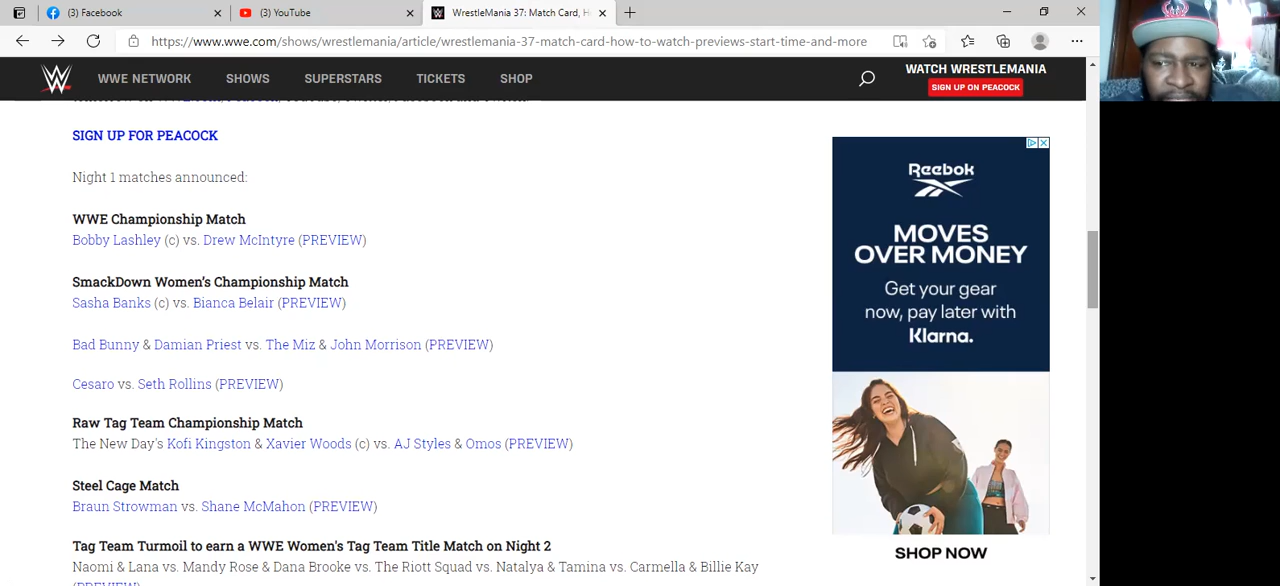 (3) Facebook
(3) YouTube
WrestleMania 37: Match Card, H
https://www.wwe.com/shows/wrestlemania/article/wrestlemania-37-match-card-how-to-watch-previews-start-time-and-more
WWE NETWORK SHOWS SUPERSTARS TICKETS SHOP
WATCH WRESTLEMANIA
SIGN UP ON PEACOCK
SIGN UP FOR PEACOCK
Night 1 matches announced:
WWE Championship Match
Bobby Lashley (c) vs. Drew McIntyre (PREVIEW)
SmackDown Women's Championship Match
Sasha Banks (c) vs. Bianca Belair (PREVIEW)
Bad Bunny & Damian Priest vs. The Miz & John Morrison (PREVIEW)
Cesaro vs. Seth Rollins (PREVIEW)
Raw Tag Team Championship Match
The New Day's Kofi Kingston & Xavier Woods (c) vs. AJ Styles & Omos (PREVIEW)
Steel Cage Match
Braun Strowman vs. Shane McMahon (PREVIEW)
Tag Team Turmoil to earn a WWE Women's Tag Team Title Match on Night 2
Naomi & Lana vs. Mandy Rose & Dana Brooke vs. The Riott Squad vs. Natalya & Tamina vs. Carmella & Billie Kay
(PREVIEW)
Reebok
MOVES
OVER MONEY
Get your gear
now, pay later with
Klarna.
SHOP NOW